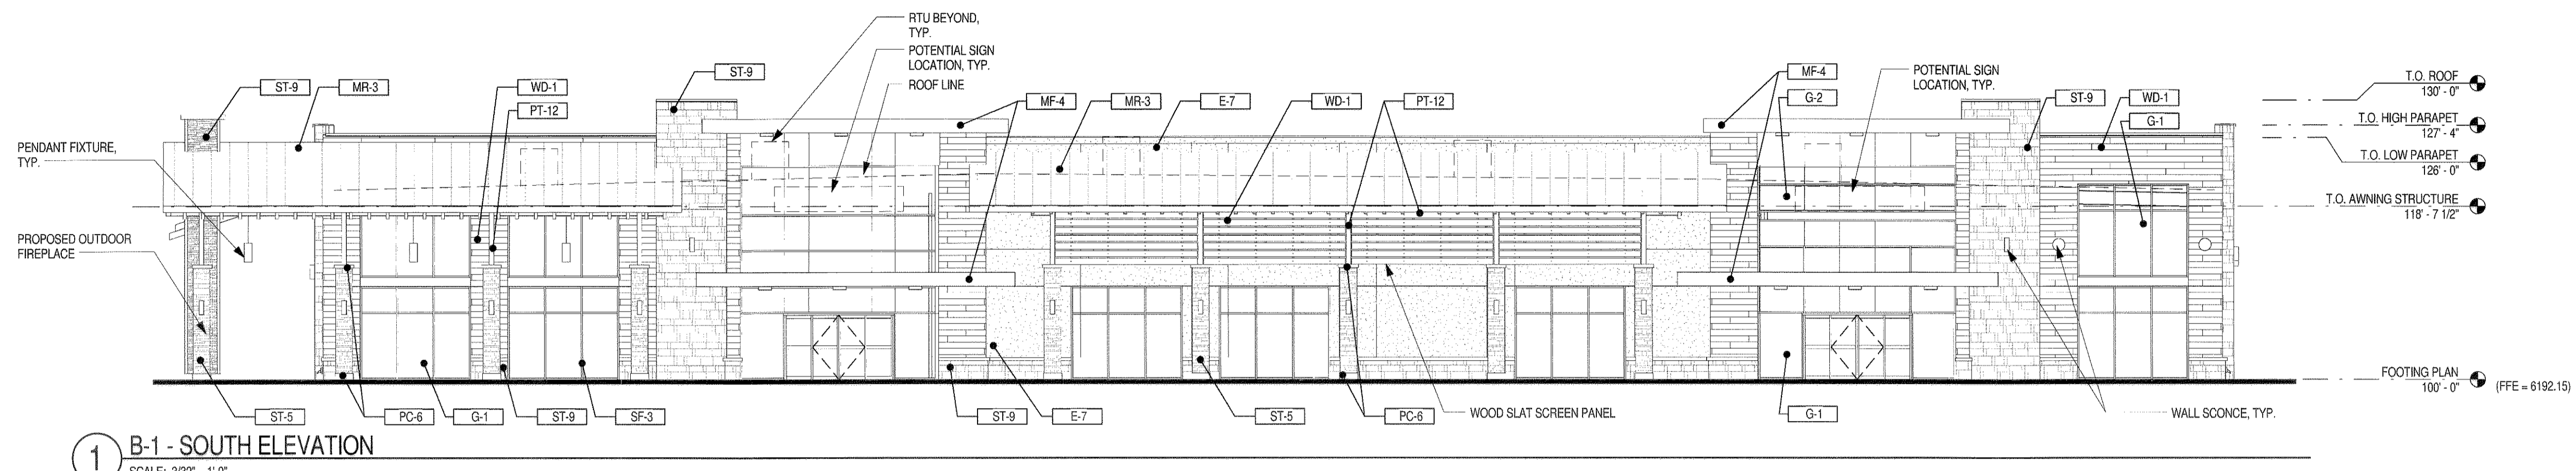 RTU BEYOND,
TYP.
POTENTIAL SIGN
LOCATION, TYP.
ROOF LINE
ST-9
MR-3
WD-1
PT-12
ST-9
MF-4
MR-3
E-7
WD-1
PT-12
MF-4
G-2
POTENTIAL SIGN
LOCATION, TYP.
ST-9
WD-1
G-1
T.O. ROOF
130' - 0"
T.O. HIGH PARAPET
127' - 4"
T.O. LOW PARAPET
126' - 0"
T.O. AWNING STRUCTURE
118' - 7 1/2"
FOOTING PLAN
100' - 0"
(FFE = 6192.15)
PENDANT FIXTURE,
TYP.
PROPOSED OUTDOOR
FIREPLACE
ST-5
PC-6
G-1
ST-9
SF-3
ST-9
E-7
ST-5
PC-6
WOOD SLAT SCREEN PANEL
G-1
WALL SCONCE, TYP.
1
B-1 - SOUTH ELEVATION